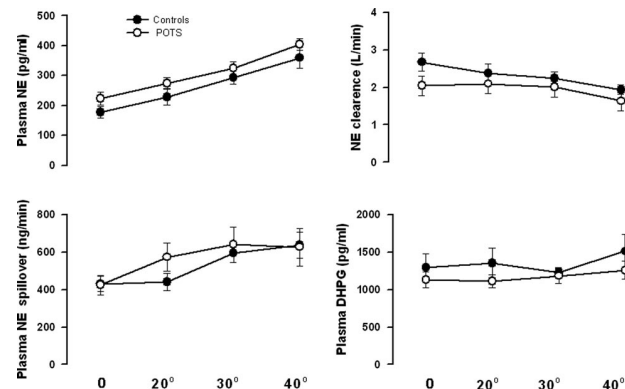 Controls
POTS
Plasma NE (pg/ml)
500
400
300
200
100
0
NE clearence (L/min)
4
3
2
1
0
Plasma NE spillover (ng/min)
800
600
400
200
0
0 20° 30° 40°
Plasma DHPG (pg/ml)
2000
1500
1000
500
0
0 20° 30° 40°